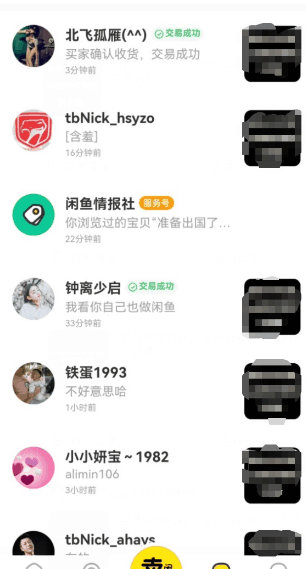 北飞孤雁(^^) 交易成功
买家确认收货，交易成功
3分钟前
tbNick_hsyzo
[含羞]
16分钟前
闲鱼情报社 服务号
你浏览过的宝贝“准备出国了...
22分钟前
钟离少启 交易成功
我看你自己也做闲鱼
33分钟前
铁蛋1993
不好意思哈
1小时前
小小妍宝～1982
alimin106
3小时前
tbNick_ahays
卖闲